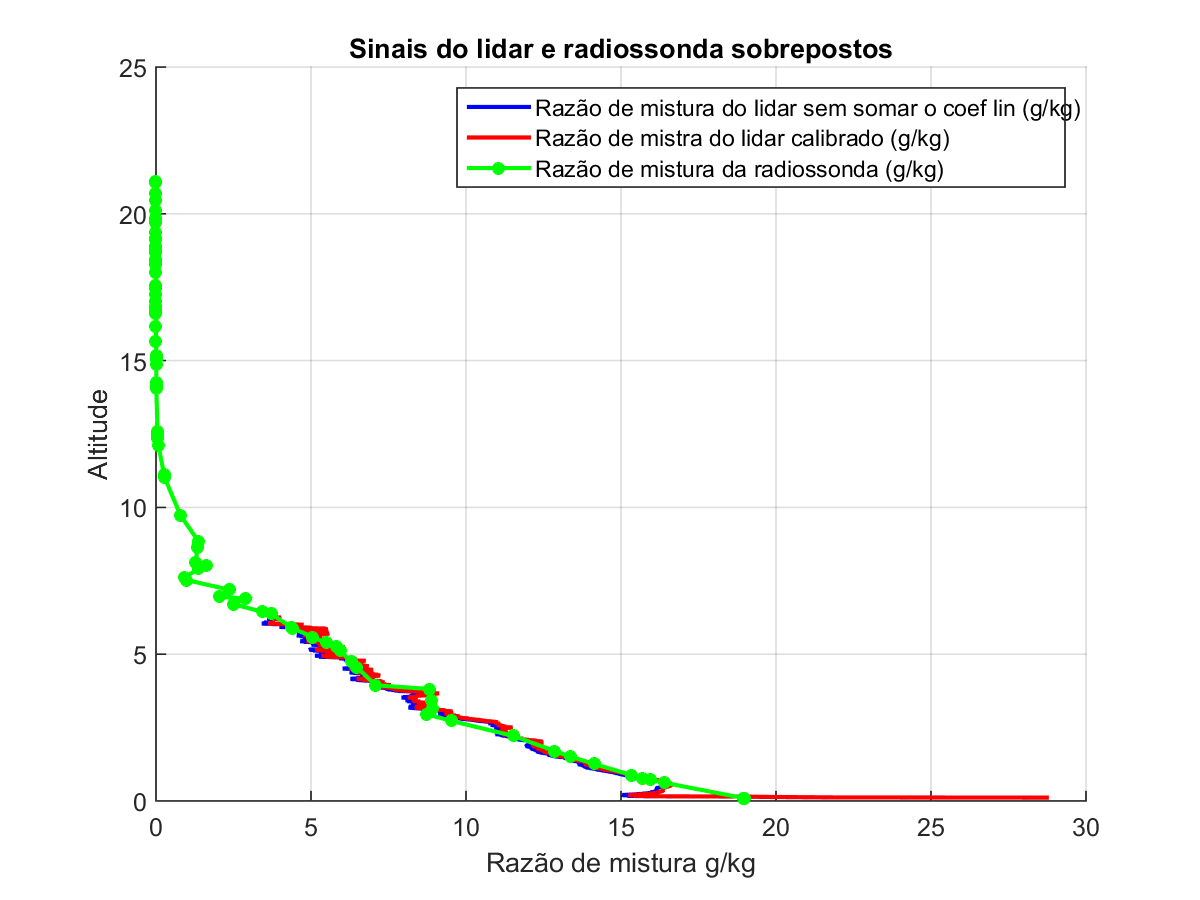 Sinais do lidar e radiossonda sobrepostos
25
Razão de mistura do lidar sem somar o coef lin (g/kg)
Razão de mistra do lidar calibrado (g/kg)
Razão de mistura da radiossonda (g/kg)
20
15
Altitude
10
5
0
0 5 10 15 20 25 30
Razão de mistura g/kg